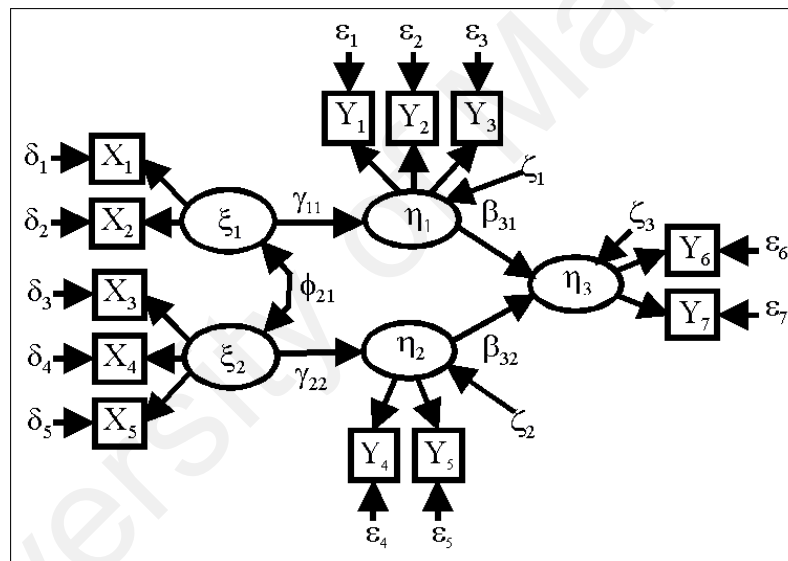 ε₁ ε₂ ε₃
Y₁ Y₂ Y₃
δ₁ X₁
ζ₁
δ₂ X₂ ξ₁ γ₁₁ η₁ β₃₁
ζ₃
Y₆ ε₆
δ₃ X₃ ϕ₂₁ η₃
Y₇ ε₇
δ₄ X₄ ξ₂ γ₂₂ η₂ β₃₂
δ₅ X₅
ζ₂
Y₄ Y₅
ε₄ ε₅